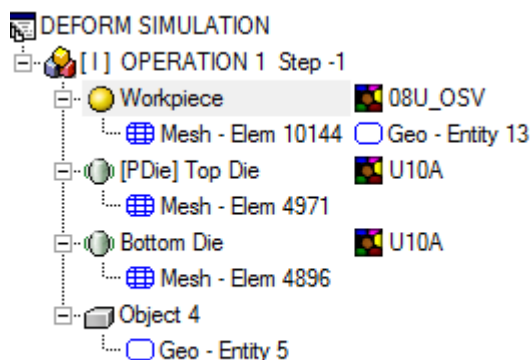 DEFORM SIMULATION
[ I ] OPERATION 1 Step -1
Workpiece 08U_OSV
Mesh - Elem 10144 Geo - Entity 13
[PDie] Top Die U10A
Mesh - Elem 4971
Bottom Die U10A
Mesh - Elem 4896
Object 4
Geo - Entity 5